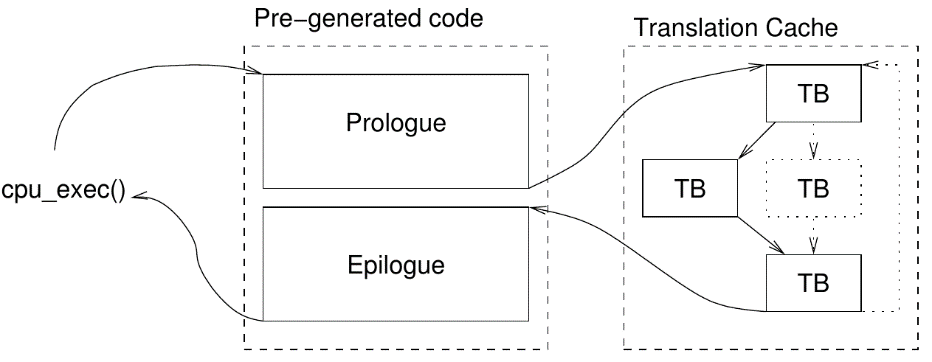 Pre-generated code
Translation Cache
Prologue
TB
TB
TB
cpu_exec()
Epilogue
TB